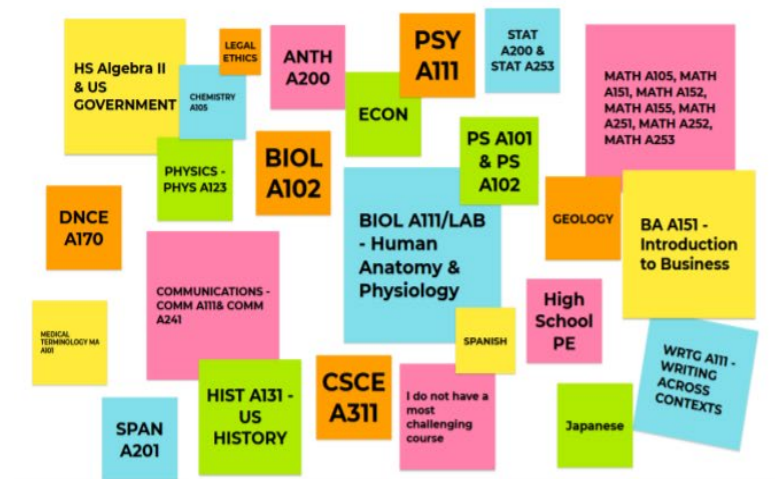 HS Algebra II
& US
GOVERNMENT
LEGAL
ETHICS
CHEMISTRY
A105
ANTH
A200
PSY
A111
STAT
A200 &
STAT A253
MATH A105, MATH
A151, MATH A152,
MATH A155, MATH
A251, MATH A252,
MATH A253
ECON
PHYSICS -
PHYS A123
BIOL
A102
PS A101
& PS
A102
DNCE
A170
BIOL A111/LAB
- Human
Anatomy &
Physiology
GEOLOGY
BA A151 -
Introduction
to Business
COMMUNICATIONS -
COMM A111& COMM
A241
High
School
PE
MEDICAL
TERMINOLOGY MA
A101
SPANISH
WRTG A111 -
WRITING
ACROSS
CONTEXTS
HIST A131 -
US
HISTORY
CSCE
A311
I do not have a
most
challenging
course
SPAN
A201
Japanese